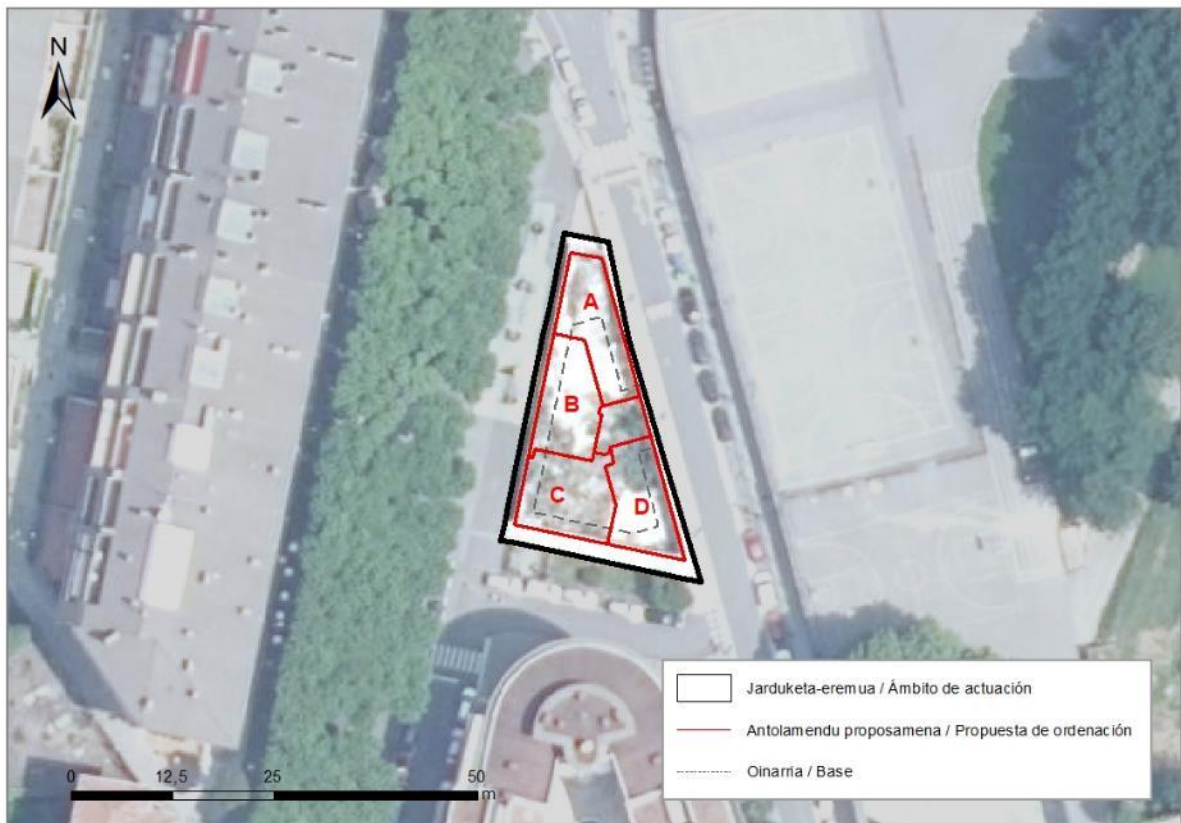 N
A
B
C
D
Jarduketa-eremua / Ámbito de actuación
Antolamendu proposamena / Propuesta de ordenación
Oinarria / Base
0 12,5 25 50
m